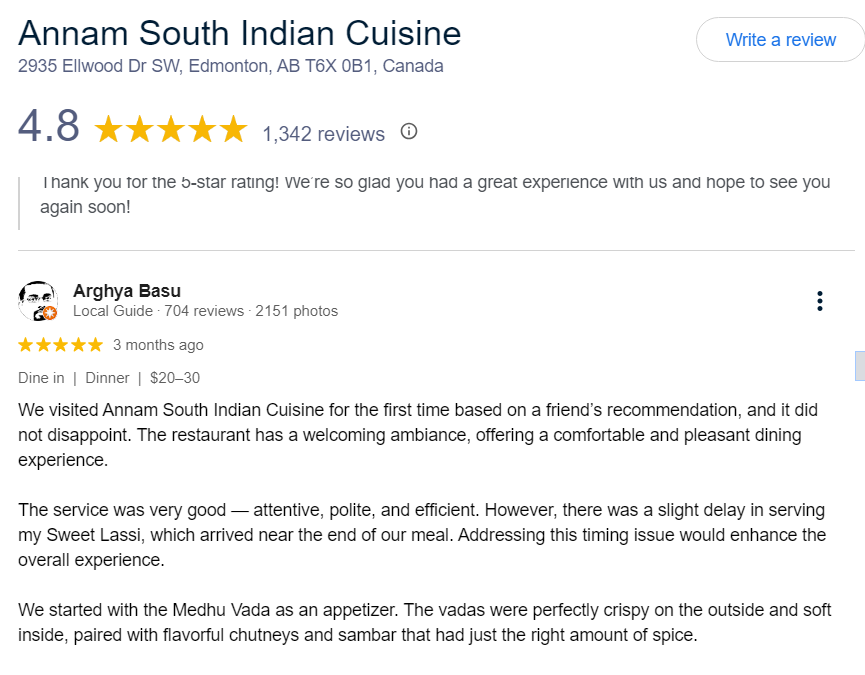 Annam South Indian Cuisine
Write a review
2935 Ellwood Dr SW, Edmonton, AB T6X 0B1, Canada
4.8 1,342 reviews
Thank you for the 5-star rating! We're so glad you had a great experience with us and hope to see you
again soon!
Arghya Basu
Local Guide · 704 reviews · 2151 photos
3 months ago
Dine in | Dinner | $20–30
We visited Annam South Indian Cuisine for the first time based on a friend’s recommendation, and it did
not disappoint. The restaurant has a welcoming ambiance, offering a comfortable and pleasant dining
experience.
The service was very good — attentive, polite, and efficient. However, there was a slight delay in serving
my Sweet Lassi, which arrived near the end of our meal. Addressing this timing issue would enhance the
overall experience.
We started with the Medhu Vada as an appetizer. The vadas were perfectly crispy on the outside and soft
inside, paired with flavorful chutneys and sambar that had just the right amount of spice.